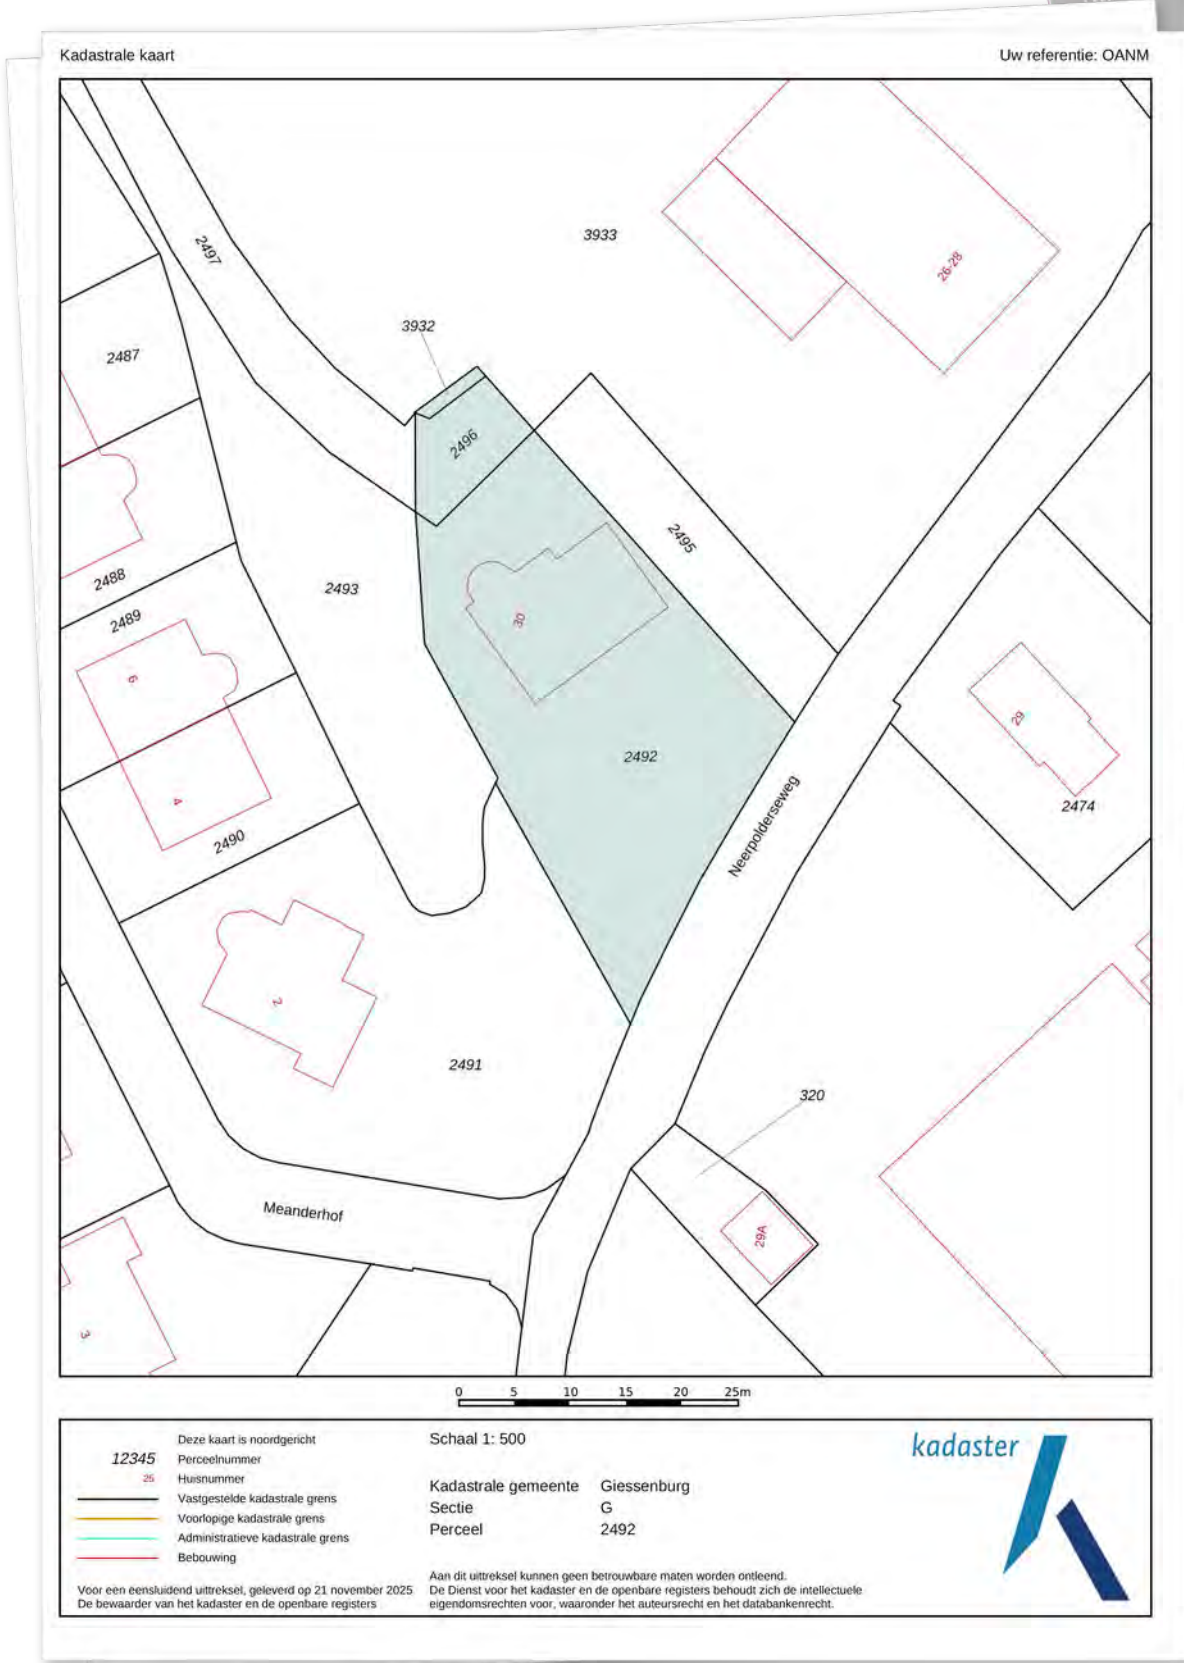 Kadastrale kaart
Uw referentie: OANM
2497
3933
26-28
3932
2487
2496
2495
2488
2493
2489
30
6
29
2492
4
2474
Neerpolderseweg
2490
2
2491
320
Meanderhof
29A
3
0 5 10 15 20 25m
Deze kaart is noordgericht
12345 Perceelnummer
25 Huisnummer
Vastgestelde kadastrale grens
Voorlopige kadastrale grens
Administratieve kadastrale grens
Bebouwing
Voor een eensluidend uittreksel, geleverd op 21 november 2025
De bewaarder van het kadaster en de openbare registers
Schaal 1: 500
Kadastrale gemeente Giessenburg
Sectie G
Perceel 2492
Aan dit uittreksel kunnen geen betrouwbare maten worden ontleend.
De Dienst voor het kadaster en de openbare registers behoudt zich de intellectuele
eigendomsrechten voor, waaronder het auteursrecht en het databankenrecht.
kadaster